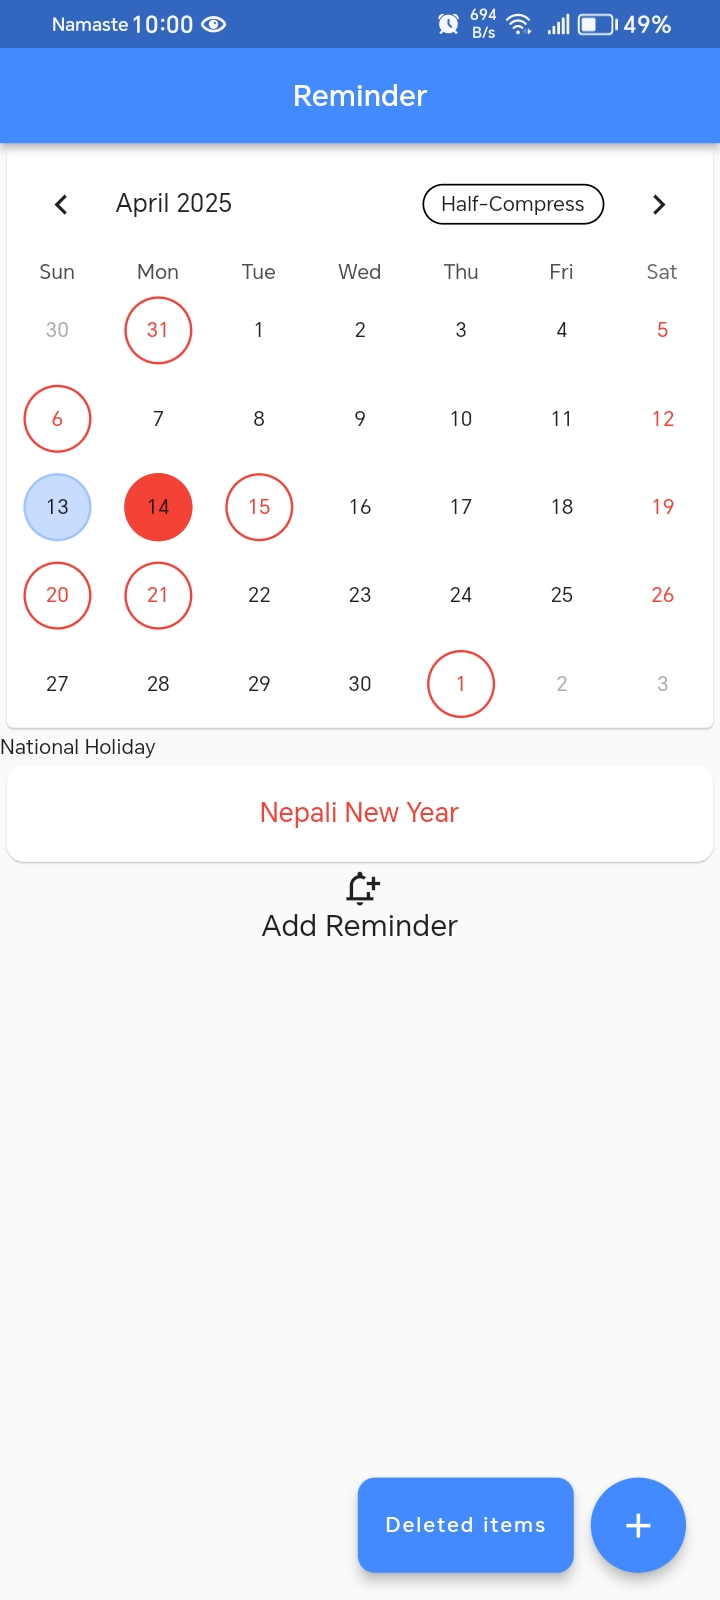 Namaste 10:00 694 B/s 49%
Reminder
April 2025 Half-Compress
Sun Mon Tue Wed Thu Fri Sat
30 31 1 2 3 4 5
6 7 8 9 10 11 12
13 14 15 16 17 18 19
20 21 22 23 24 25 26
27 28 29 30 1 2 3
National Holiday
Nepali New Year
Add Reminder
Deleted items +